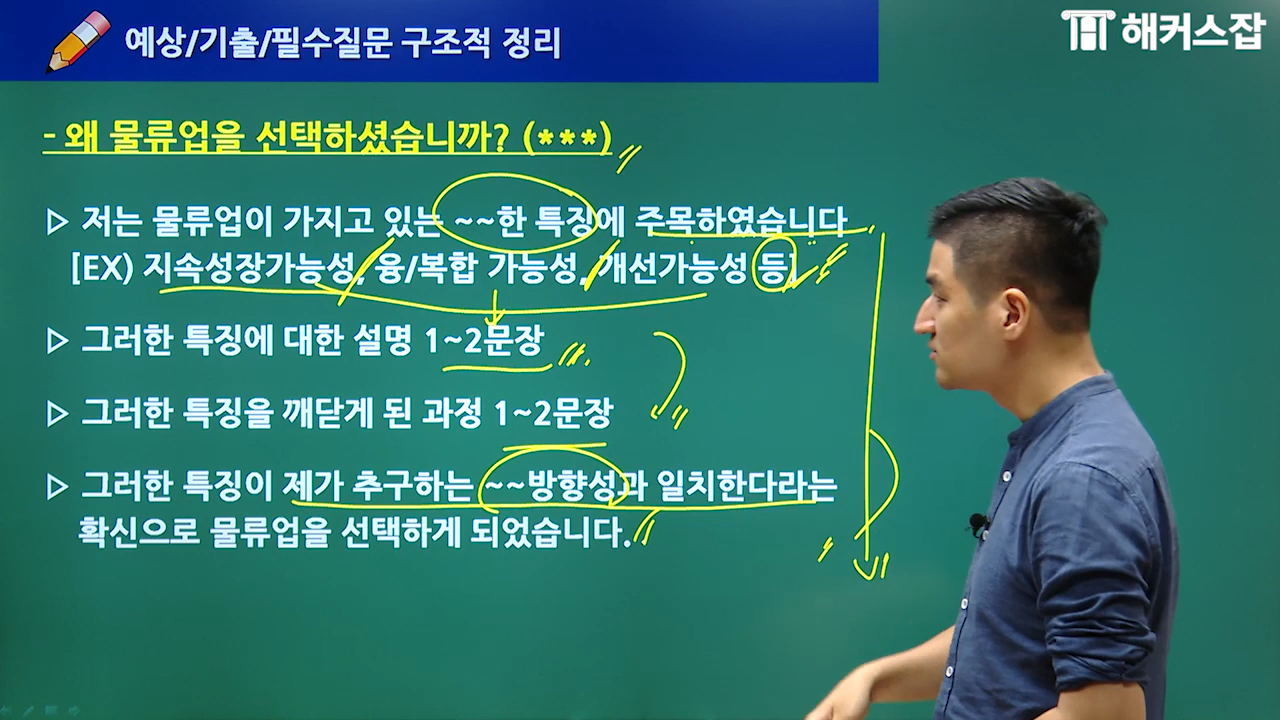 예상/기출/필수질문 구조적 정리
해커스잡
- 왜 물류업을 선택하셨습니까? (***)
▷ 저는 물류업이 가지고 있는 ~~한 특징에 주목하였습니다
[EX) 지속성장가능성, 융/복합 가능성, 개선가능성 등]
▷ 그러한 특징에 대한 설명 1~2문장
▷ 그러한 특징을 깨닫게 된 과정 1~2문장
▷ 그러한 특징이 제가 추구하는 ~~방향성과 일치한다라는
확신으로 물류업을 선택하게 되었습니다.